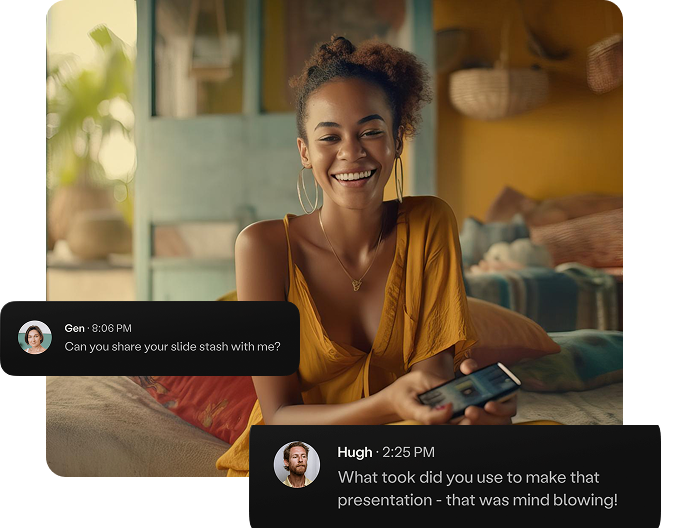 Gen · 8:06 PM
Can you share your slide stash with me?
Hugh · 2:25 PM
What took did you use to make that
presentation - that was mind blowing!